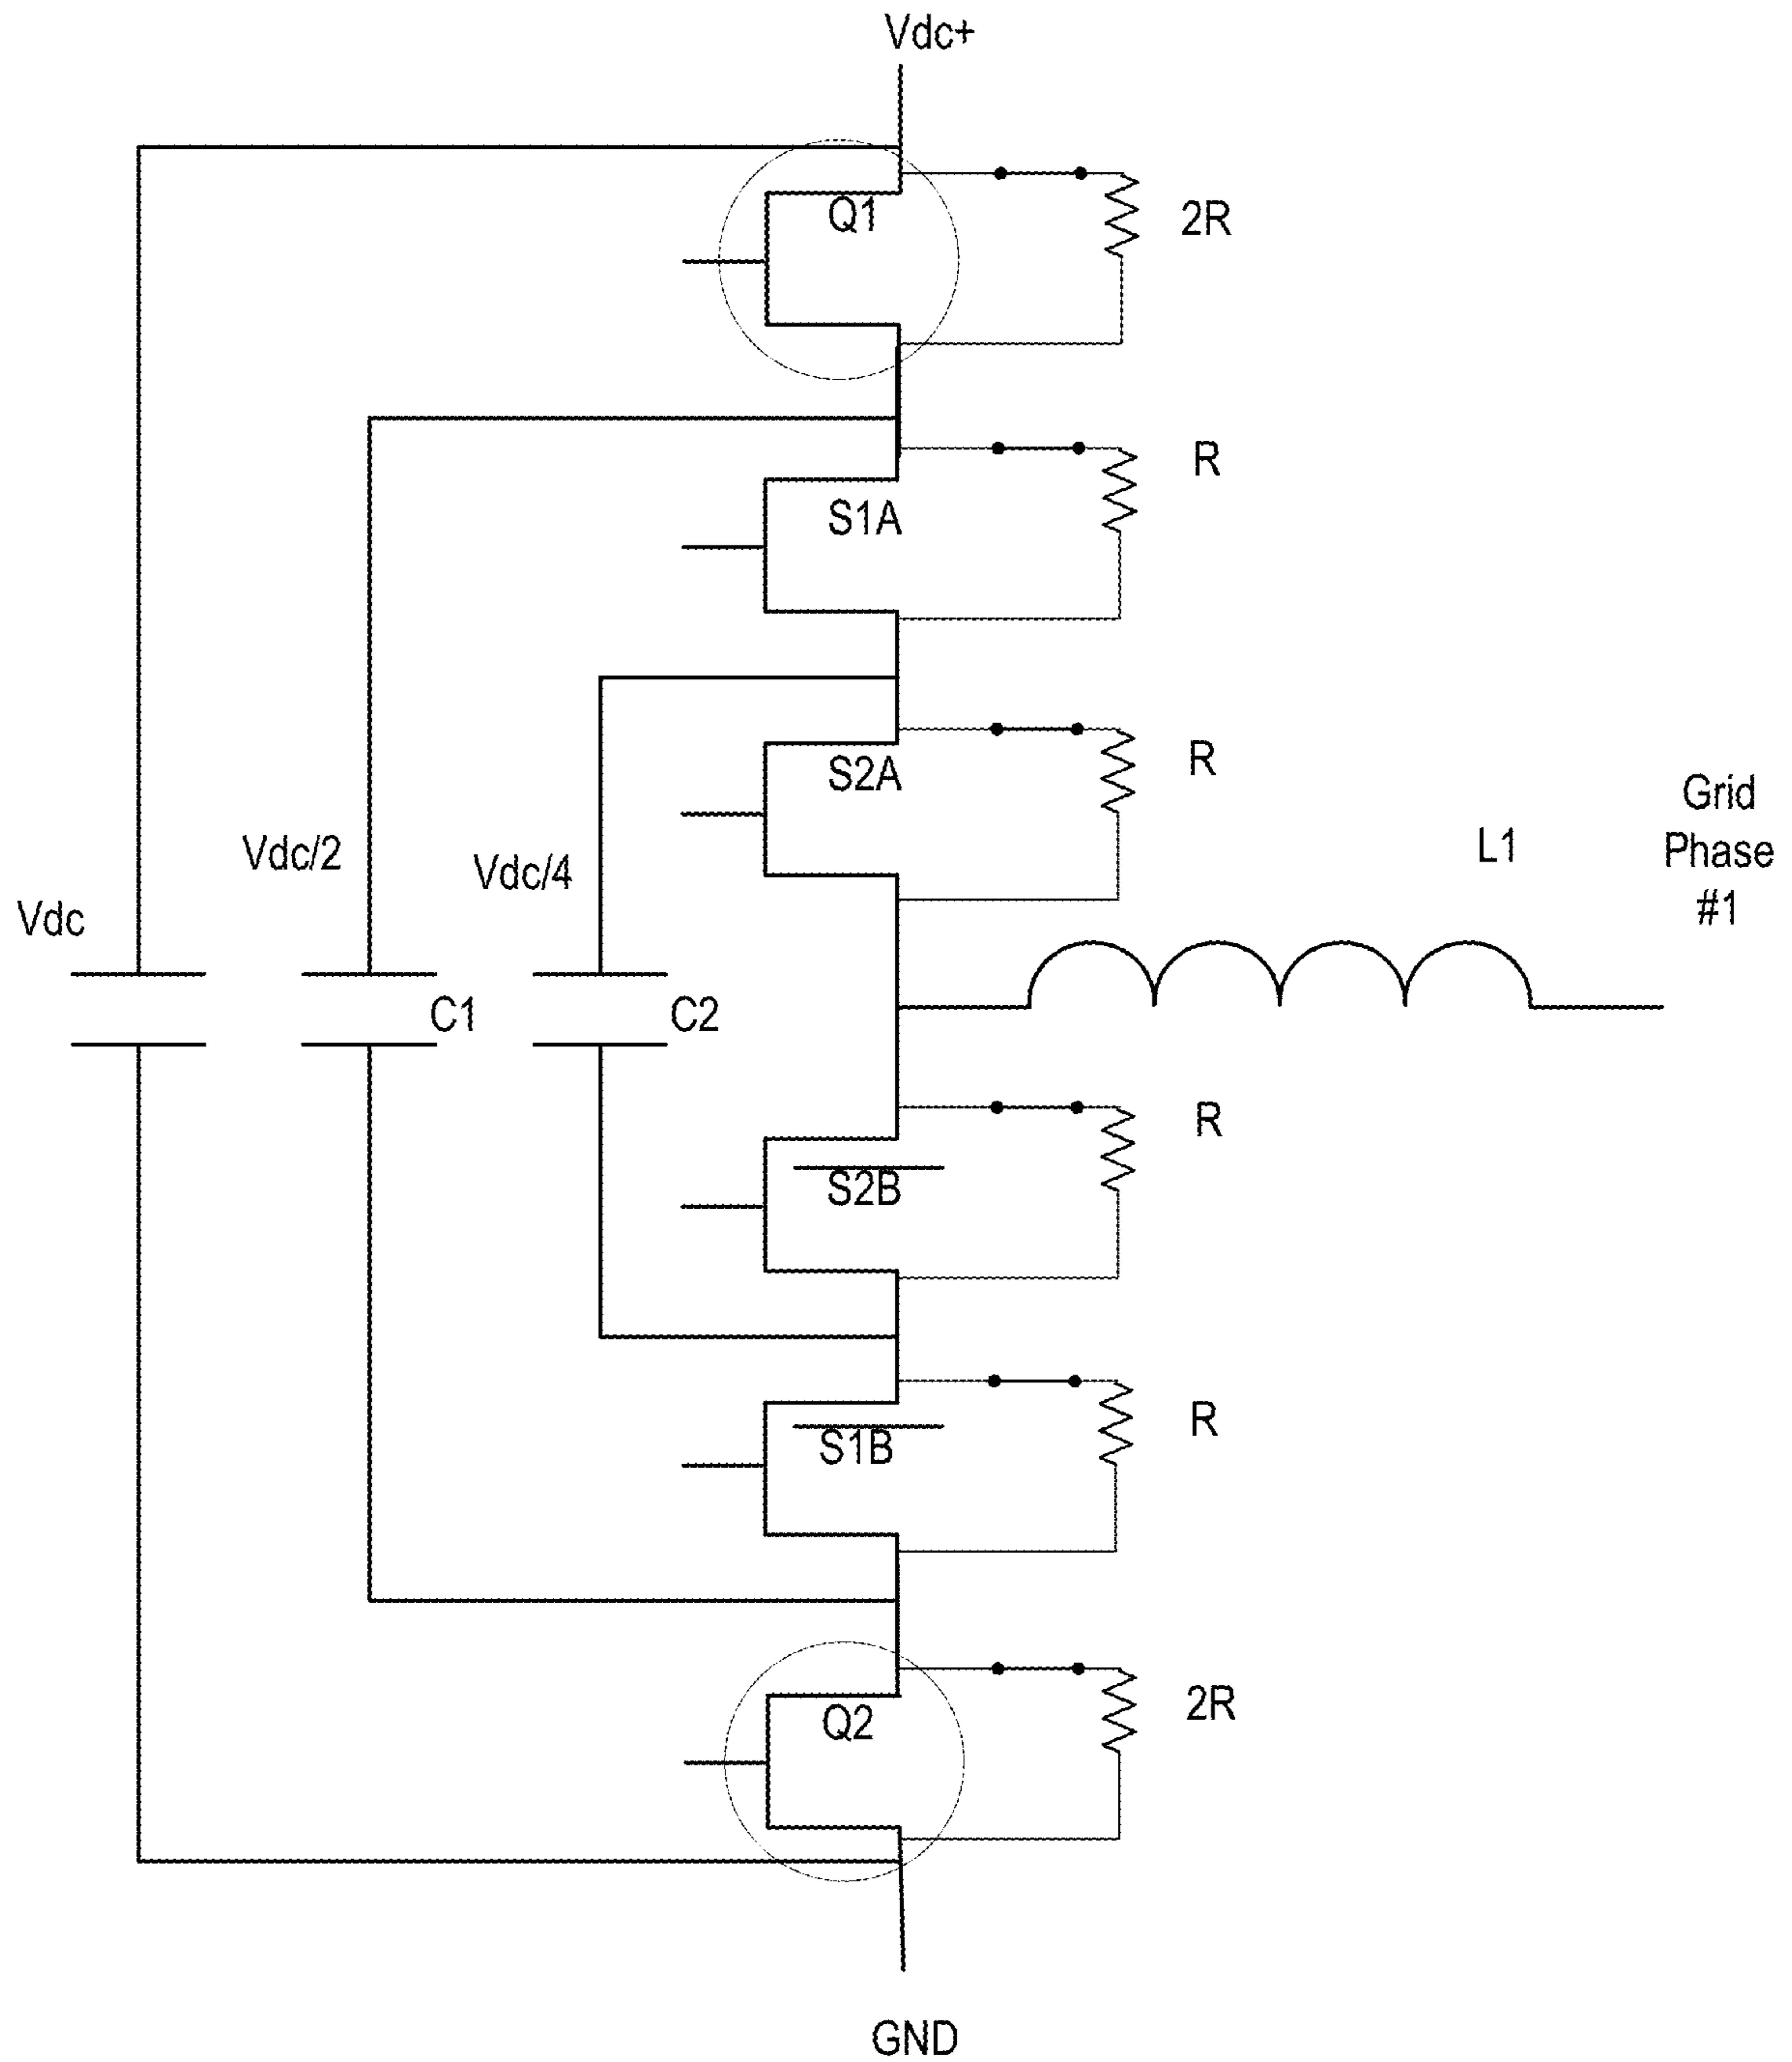 Vdc+
Q1
2R
R
S1A
S2A
R
Grid
Phase
#1
L1
Vdc/2
Vdc/4
Vdc
C1
C2
R
S2B
R
S1B
Q2
2R
GND